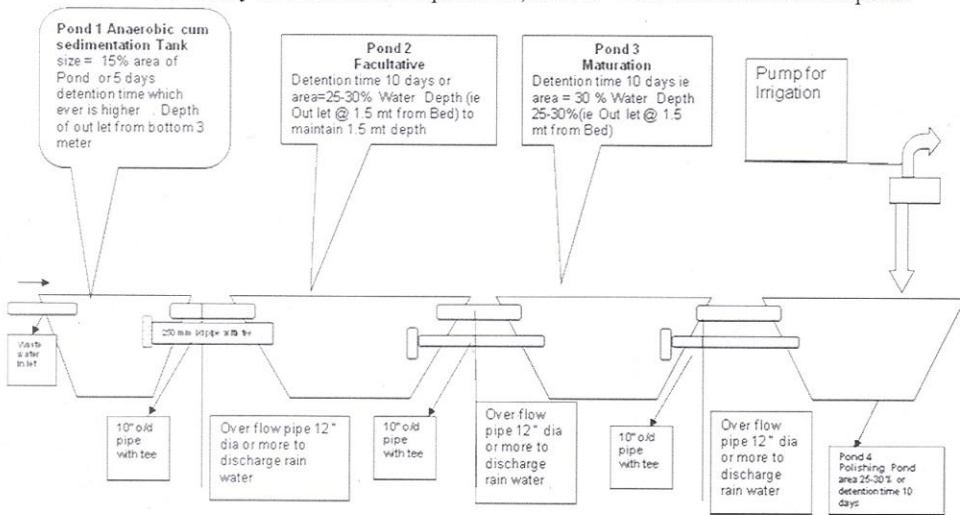 Pond 1 Anaerobic cum
sedimentation Tank
size = 15% area of
Pond or 5 days
detention time which
ever is higher . Depth
of out let from bottom 3
meter
Pond 2
Facultative
Detention time 10 days or
area=25-30% Water Depth (ie
Out let @ 1.5 mt from Bed) to
maintain 1.5 mt depth
Pond 3
Maturation
Detention time 10 days ie
area = 30 % Water Depth
25-30%(ie Out let @ 1.5
mt from Bed)
Pump for
Irrigation
250 mm
pipe with tee
Waste
water
Inlet
10" o/d
pipe
with tee
Over flow pipe 12"
dia or more to
discharge rain
water
10" o/d
pipe
with tee
Over flow
pipe 12" dia
or more to
discharge
rain water
10" o/d
pipe
with tee
Over flow
pipe 12" dia
or more to
discharge
rain water
Pond 4
Polishing Pond
area 25-30% or
detention time 10
days